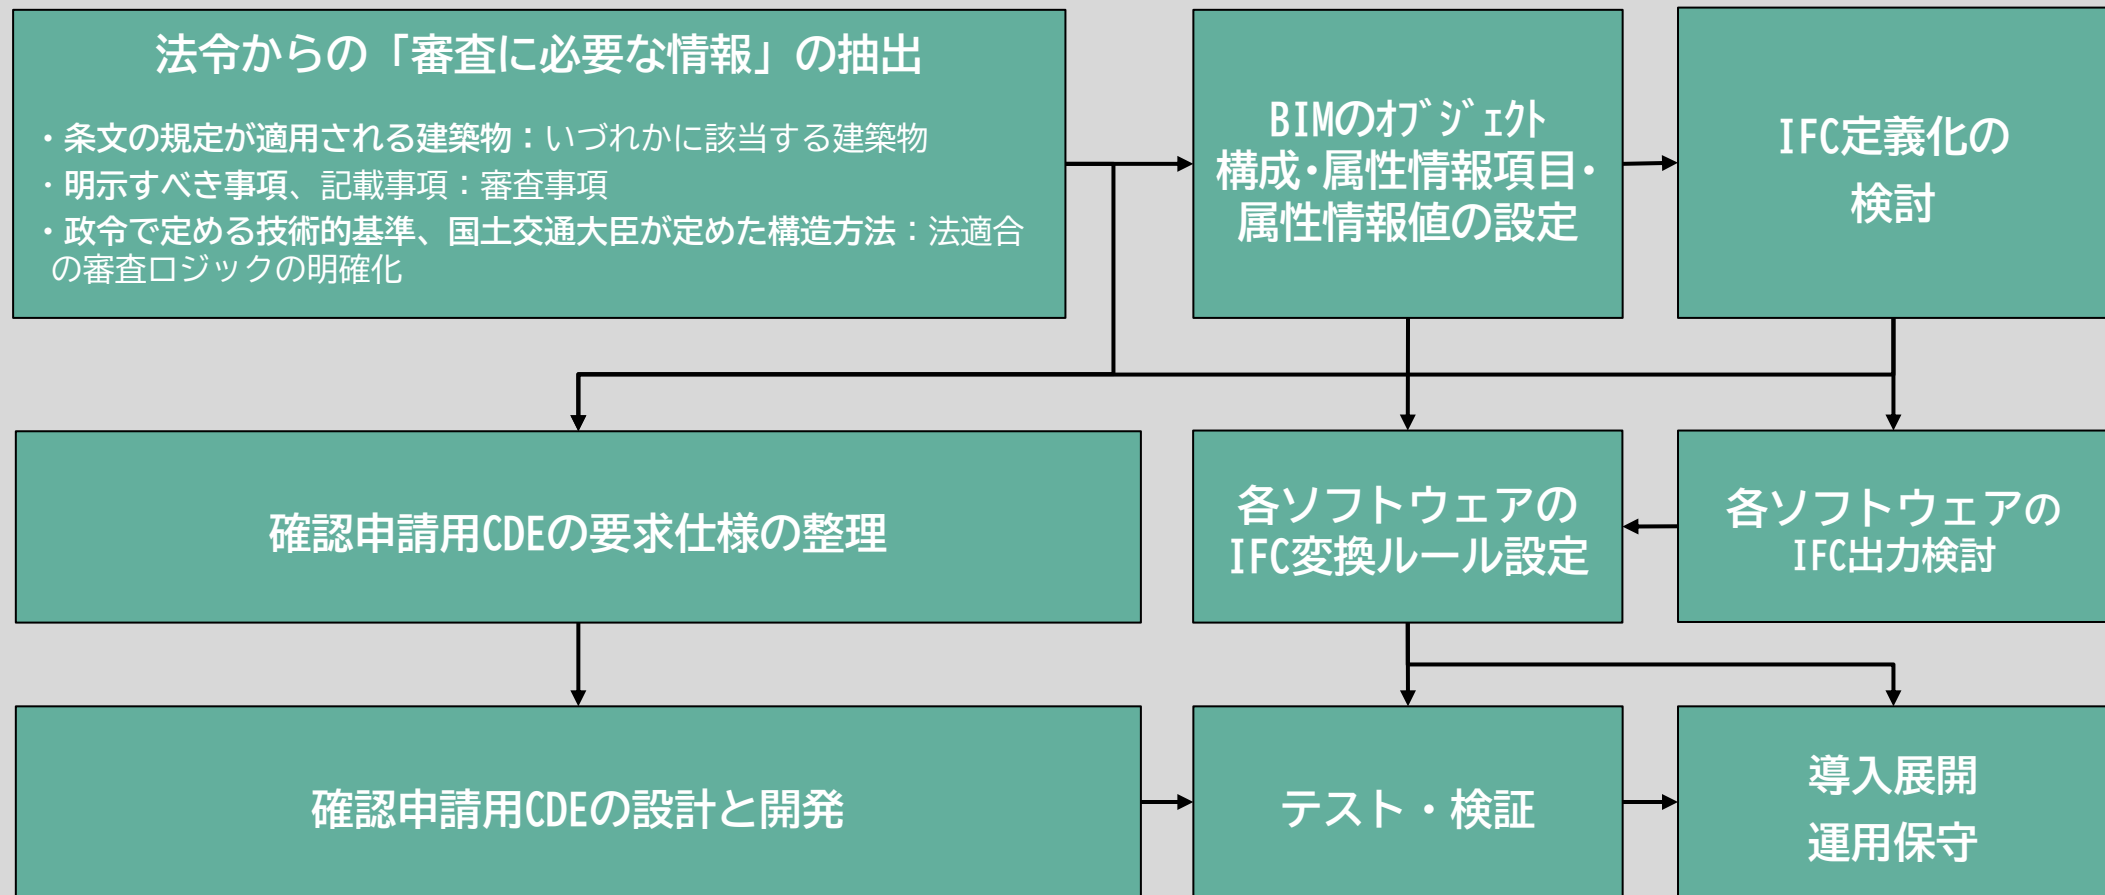 法令からの「審査に必要な情報」の抽出
・条文の規定が適用される建築物：いづれかに該当する建築物
・明示すべき事項、記載事項：審査事項
・政令で定める技術的基準、国土交通大臣が定めた構造方法：法適合
の審査ロジックの明確化
BIMのｵﾌﾞｼﾞｪｸﾄ
構成･属性情報項目･
属性情報値の設定
IFC定義化の
検討
確認申請用CDEの要求仕様の整理
各ソフトウェアの
IFC変換ルール設定
各ソフトウェアの
IFC出力検討
確認申請用CDEの設計と開発
テスト・検証
導入展開
運用保守